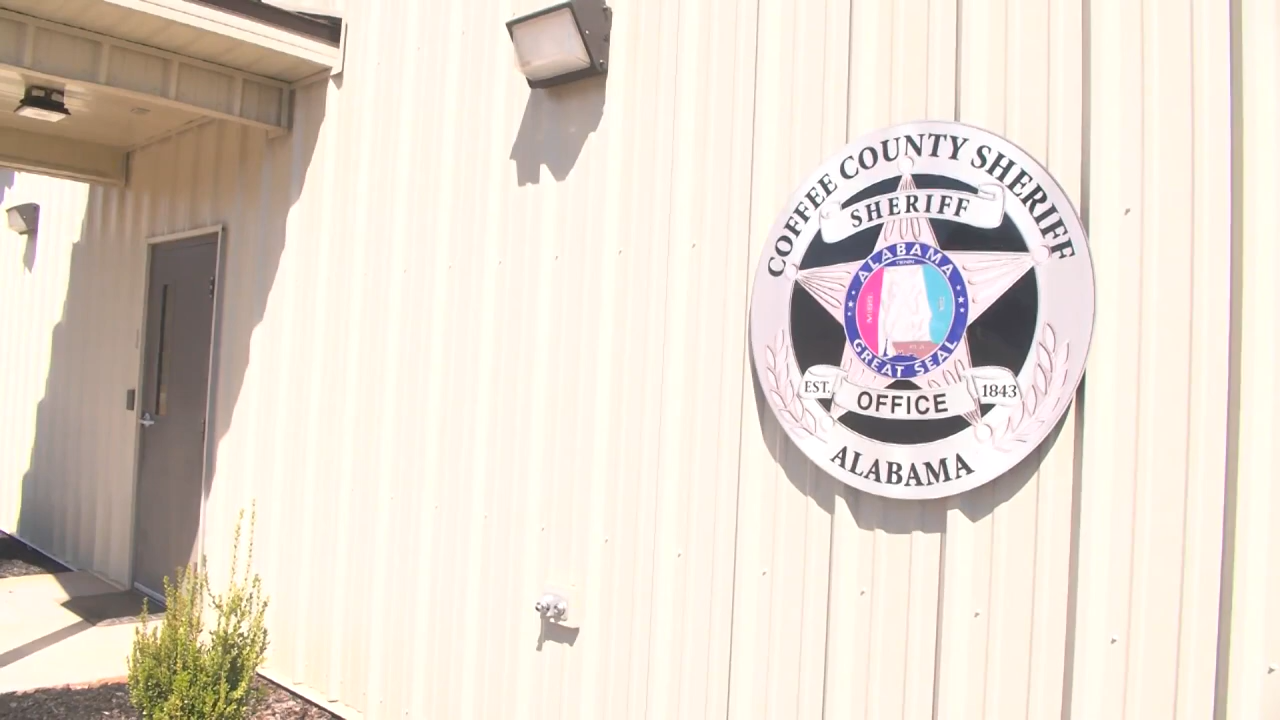 COFFEE COUNTY SHERIFF
SHERIFF
ALABAMA
GREAT SEAL
EST.
1843
OFFICE
ALABAMA